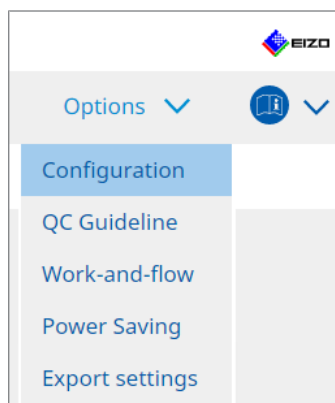 EIZO
Options
Configuration
QC Guideline
Work-and-flow
Power Saving
Export settings